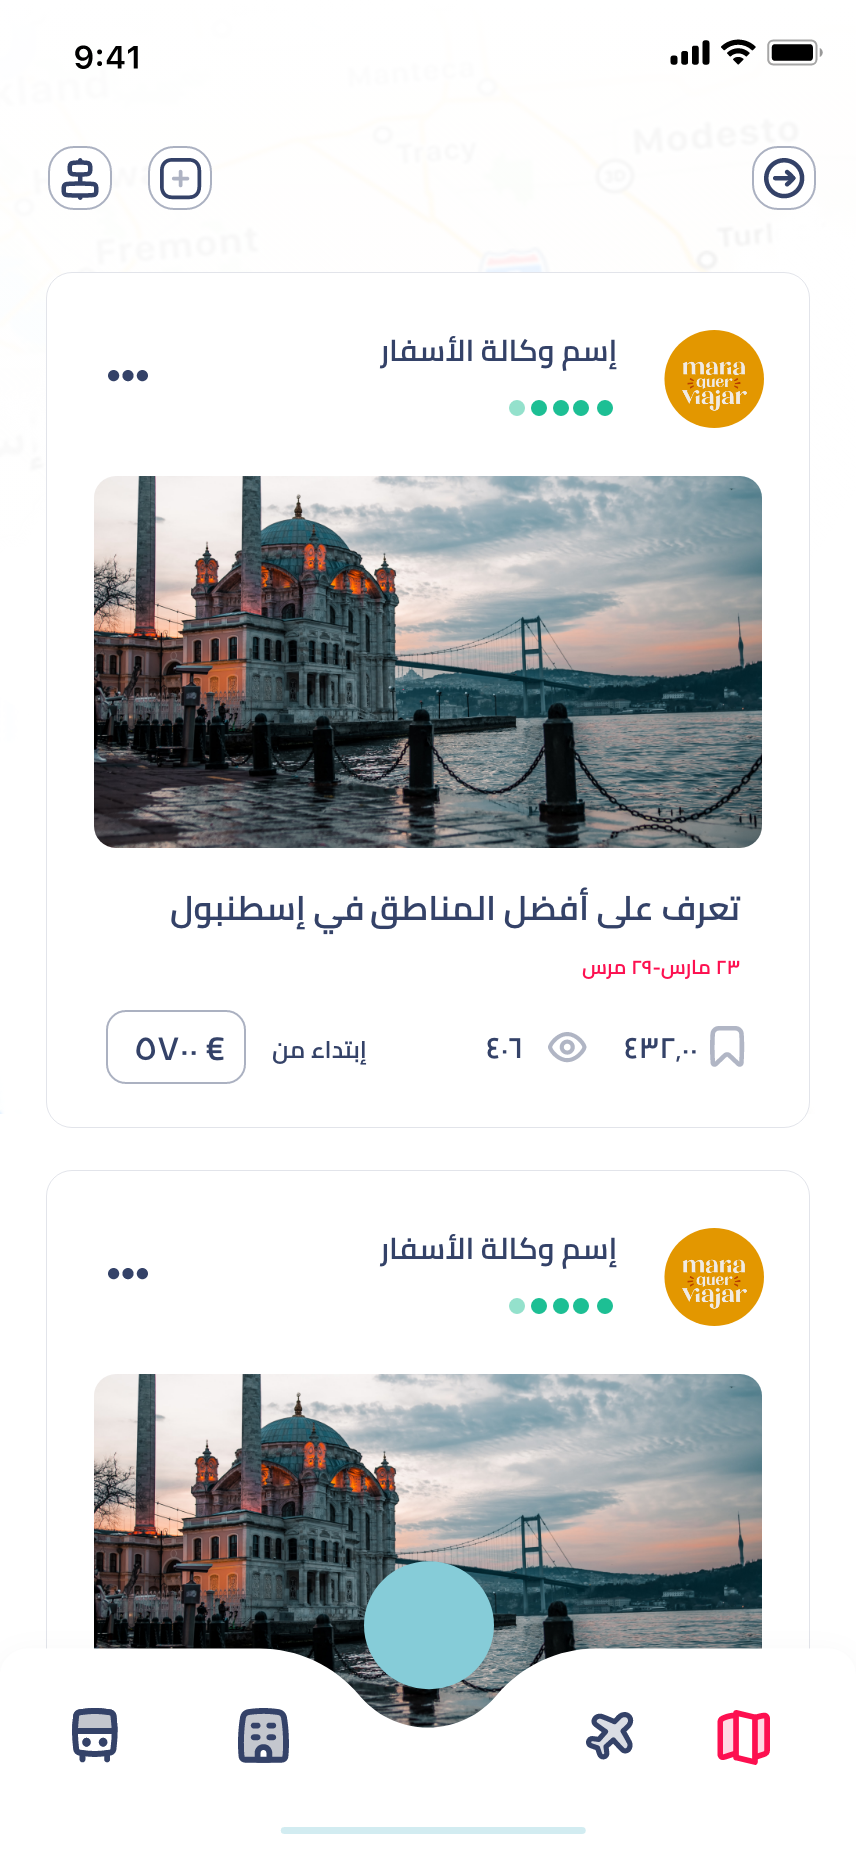 9:41
Manteca
Modesto
Tracy
Fremont
Turl
إسم وكالة الأسفار
mara
quer
viajar
تعرف على أفضل المناطق في إسطنبول
٢٣ مارس-٢٩ مرس
٤٣٢,٠٠
٤٠٦
إبتداء من
€ ٥٧٠٠
إسم وكالة الأسفار
mara
quer
viajar